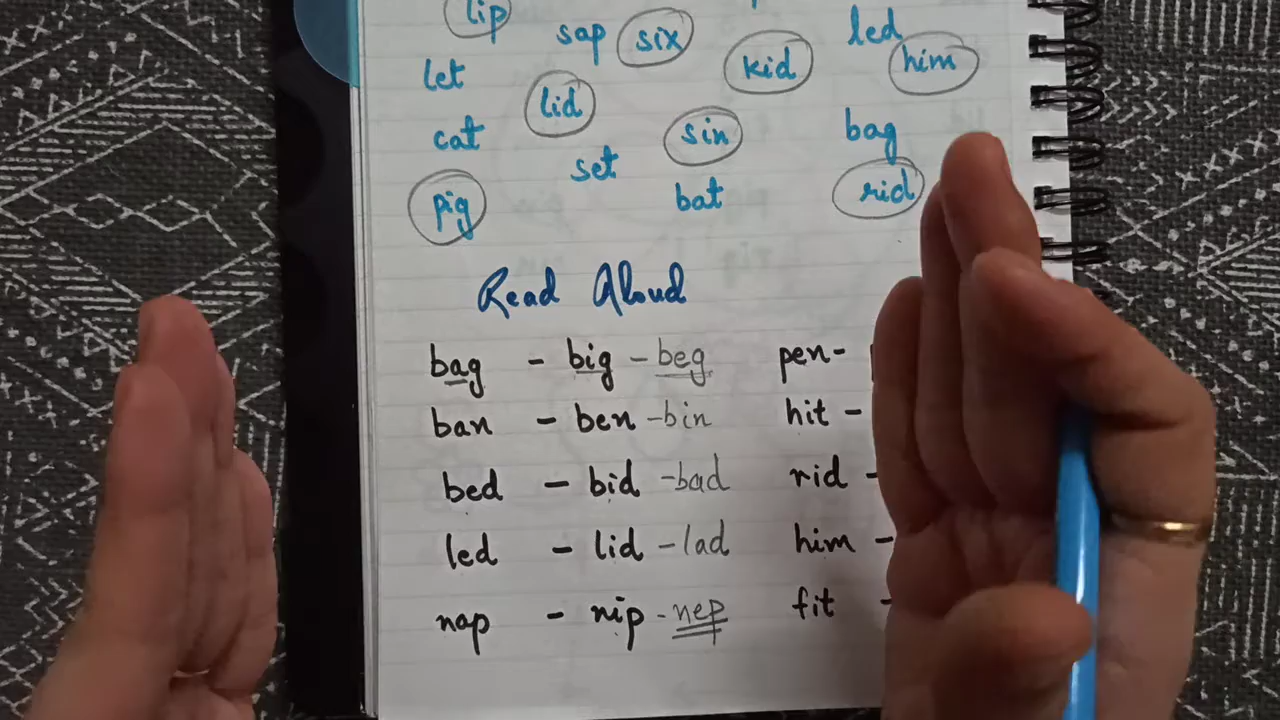 lip
sap six led
let kid him
lid
cat sin bag
set
pig bat rid
Read Aloud
bag - big - beg pen-
ban - ben - bin hit -
bed - bid - bad rid -
led - lid - lad him -
nap - nip - nep fit -